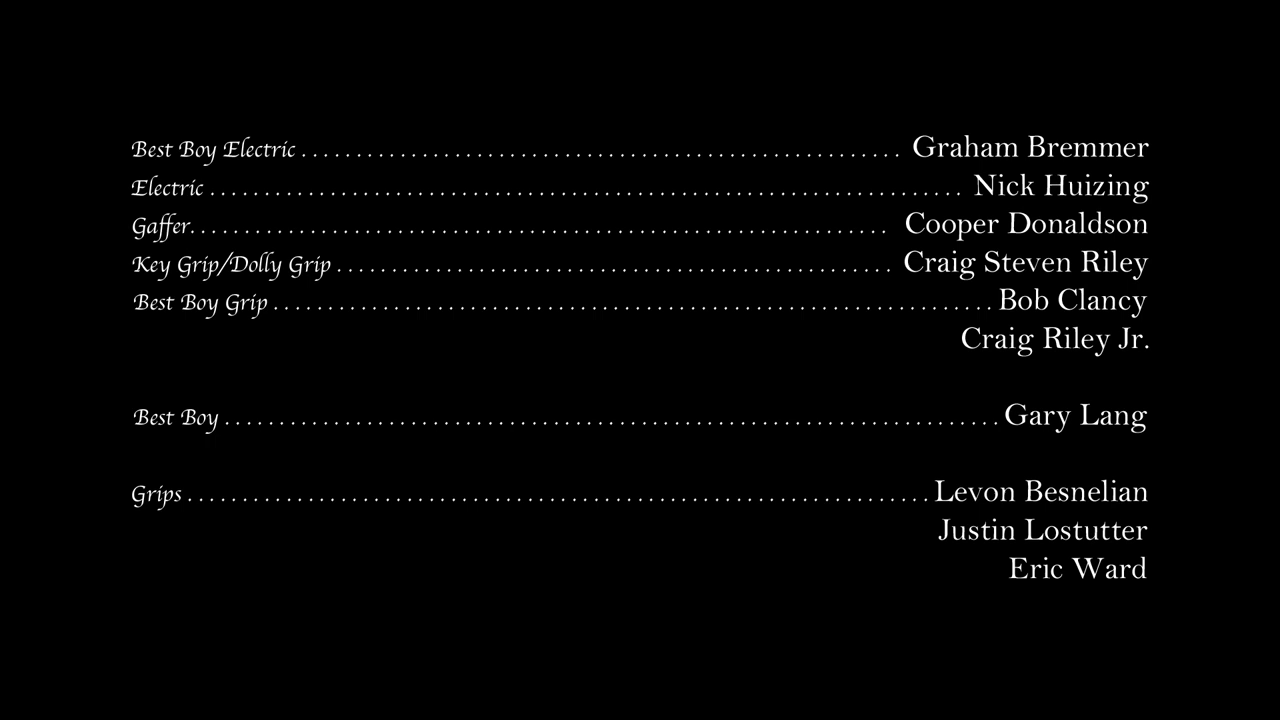 Best Boy Electric ........................................................ Graham Bremmer
Electric ...................................................................... Nick Huizing
Gaffer................................................................. Cooper Donaldson
Key Grip/Dolly Grip .................................................... Craig Steven Riley
Best Boy Grip ................................................................... Bob Clancy
Craig Riley Jr.
Best Boy ........................................................................ Gary Lang
Grips ..................................................................... Levon Besnelian
Justin Lostutter
Eric Ward